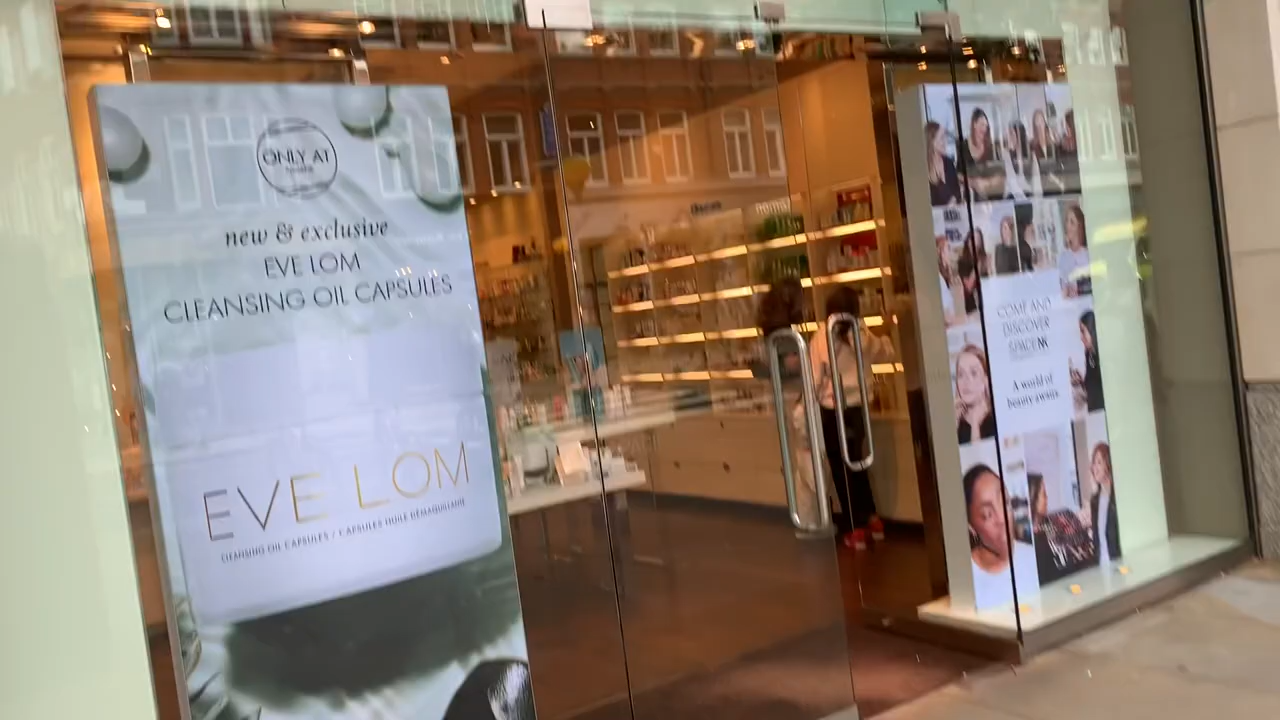 ONLY AT
new & exclusive
EVE LOM
CLEANSING OIL CAPSULES
EVE LOM
CLEANSING OIL CAPSULES / CAPSULES HUILE DÉMAQUILLANTE
COME AND
DISCOVER
SPACENK
A world of
beauty awaits